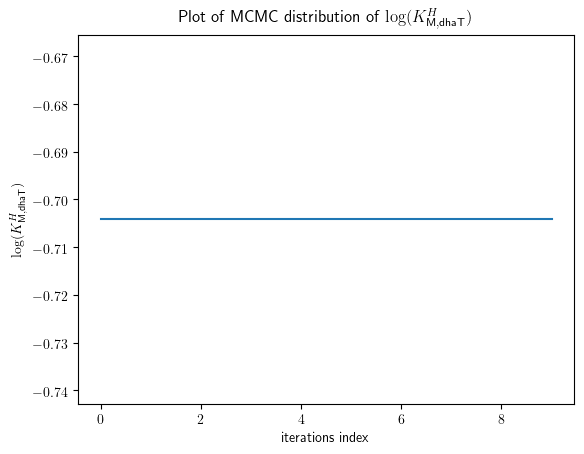 Plot of MCMC distribution of log(K^H_{M,dhaT})
log(K^H_{M,dhaT})
−0.67
−0.68
−0.69
−0.70
−0.71
−0.72
−0.73
−0.74
0 2 4 6 8
iterations index